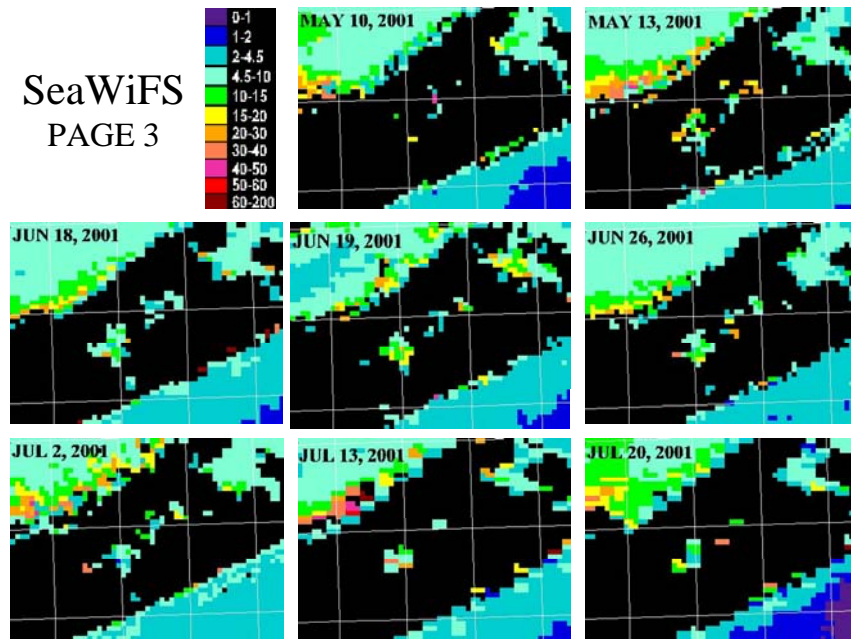 SeaWiFS
PAGE 3
0-1
1-2
2-4.5
4.5-10
10-15
15-20
20-30
30-40
40-50
50-60
60-200
MAY 10, 2001
MAY 13, 2001
JUN 18, 2001
JUN 19, 2001
JUN 26, 2001
JUL 2, 2001
JUL 13, 2001
JUL 20, 2001